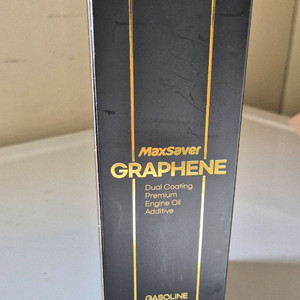 MaxSaver
GRAPHENE
Dual Coating
Premium
Engine Oil
Additive
GASOLINE